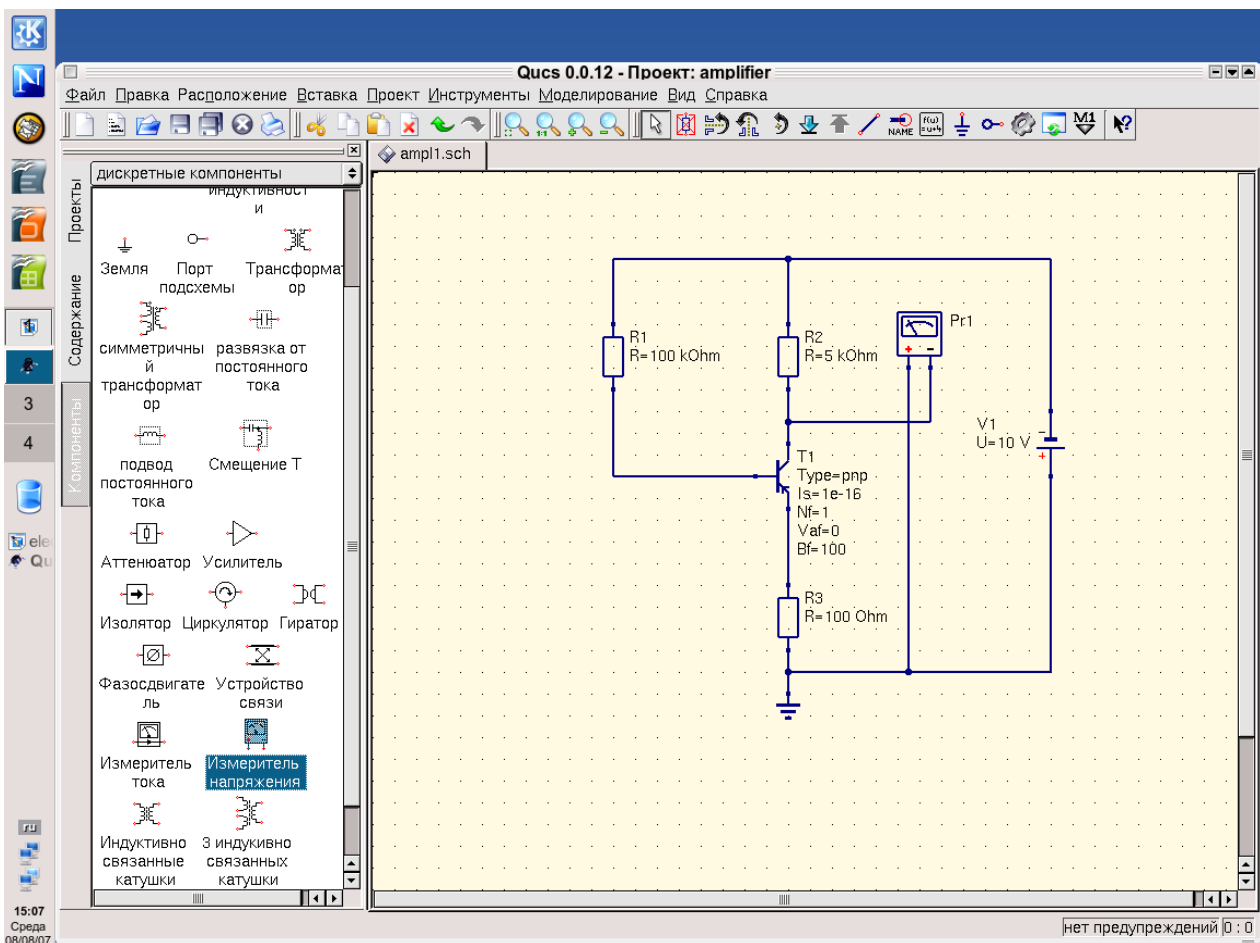 Qucs 0.0.12 - Проект: amplifier
Файл Правка Расположение Вставка Проект Инструменты Моделирование Вид Справка
1:1
NAME
f(ω)
=u+4
M1
ampl1.sch
Проекты
Содержание
Компоненты
дискретные компоненты
индуктивност
и
Земля Порт Трансформат
подсхемы ор
симметричны развязка от
й постоянного
трансформат тока
ор
подвод Смещение T
постоянного
тока
Аттенюатор Усилитель
Изолятор Циркулятор Гиратор
Фазосдвигате Устройство
ль связи
Измеритель Измеритель
тока напряжения
Индуктивно 3 индукивно
связанные связанных
катушки катушки
R1
R=100 kOhm
R2
R=5 kOhm
Pr1
+ -
V1
U=10 V
-
+
T1
Type=pnp
Is=1e-16
Nf=1
Vaf=0
Bf=100
R3
R=100 Ohm
3
4
ele
Qu
ru
15:07
Среда
08/08/07
нет предупреждений 0 : 0